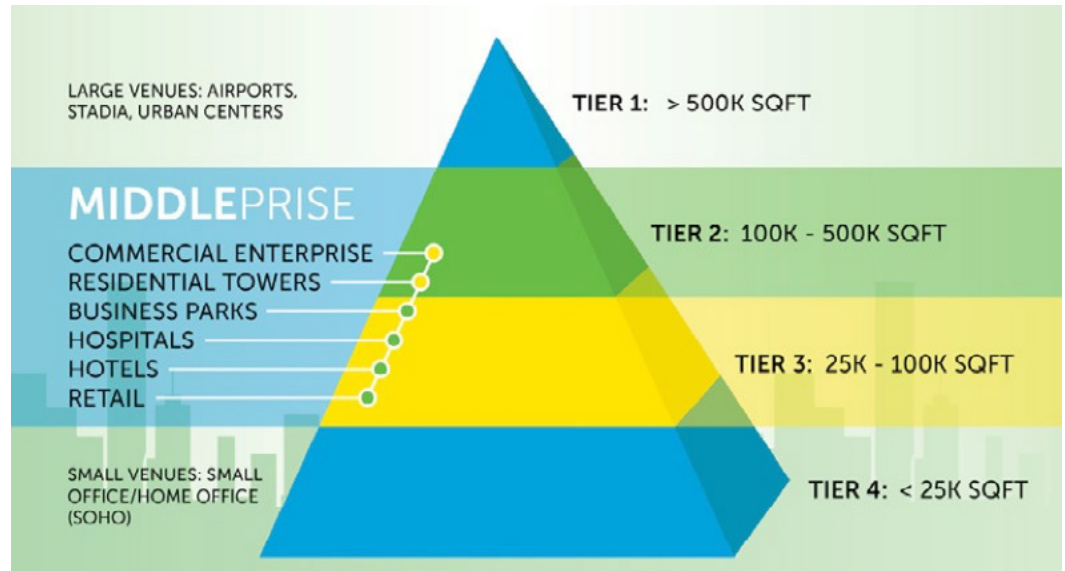 LARGE VENUES: AIRPORTS,
STADIA, URBAN CENTERS
TIER 1: > 500K SQFT
MIDDLEPRISE
COMMERCIAL ENTERPRISE
RESIDENTIAL TOWERS
BUSINESS PARKS
HOSPITALS
HOTELS
RETAIL
TIER 2: 100K - 500K SQFT
TIER 3: 25K - 100K SQFT
SMALL VENUES: SMALL
OFFICE/HOME OFFICE
(SOHO)
TIER 4: < 25K SQFT